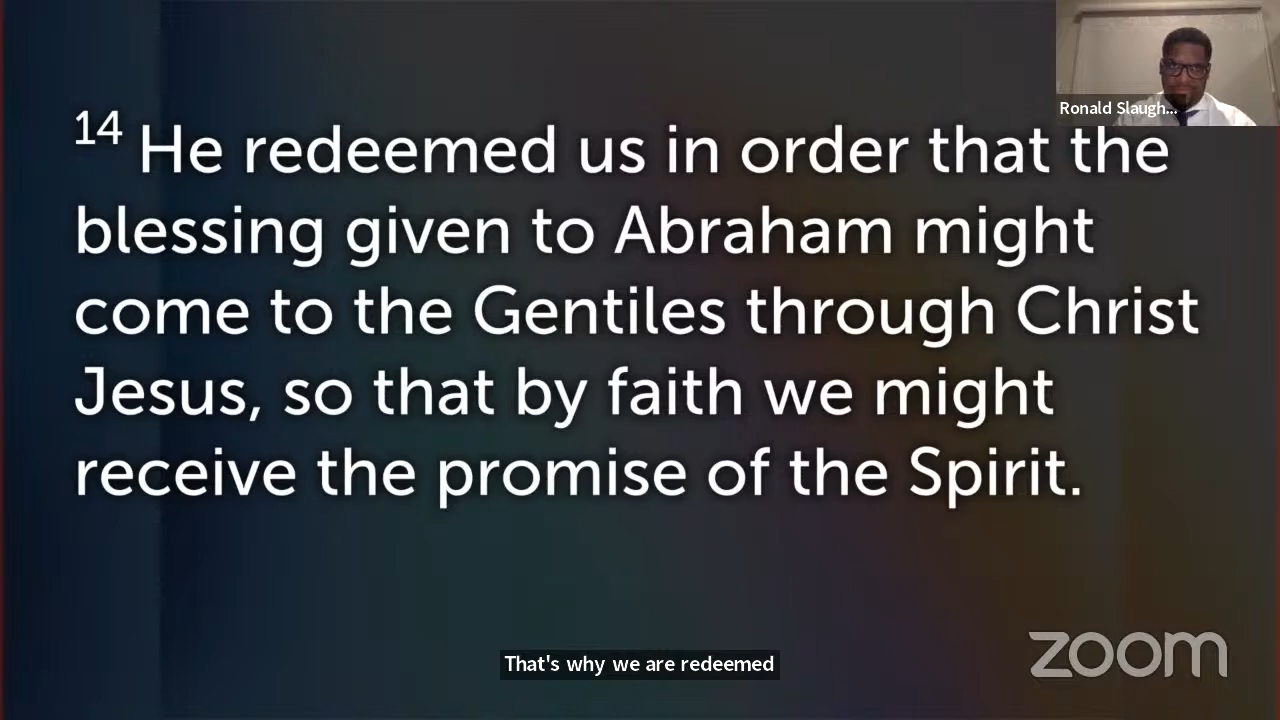 Ronald Slaugh...
14 He redeemed us in order that the
blessing given to Abraham might
come to the Gentiles through Christ
Jesus, so that by faith we might
receive the promise of the Spirit.
That's why we are redeemed
zoom